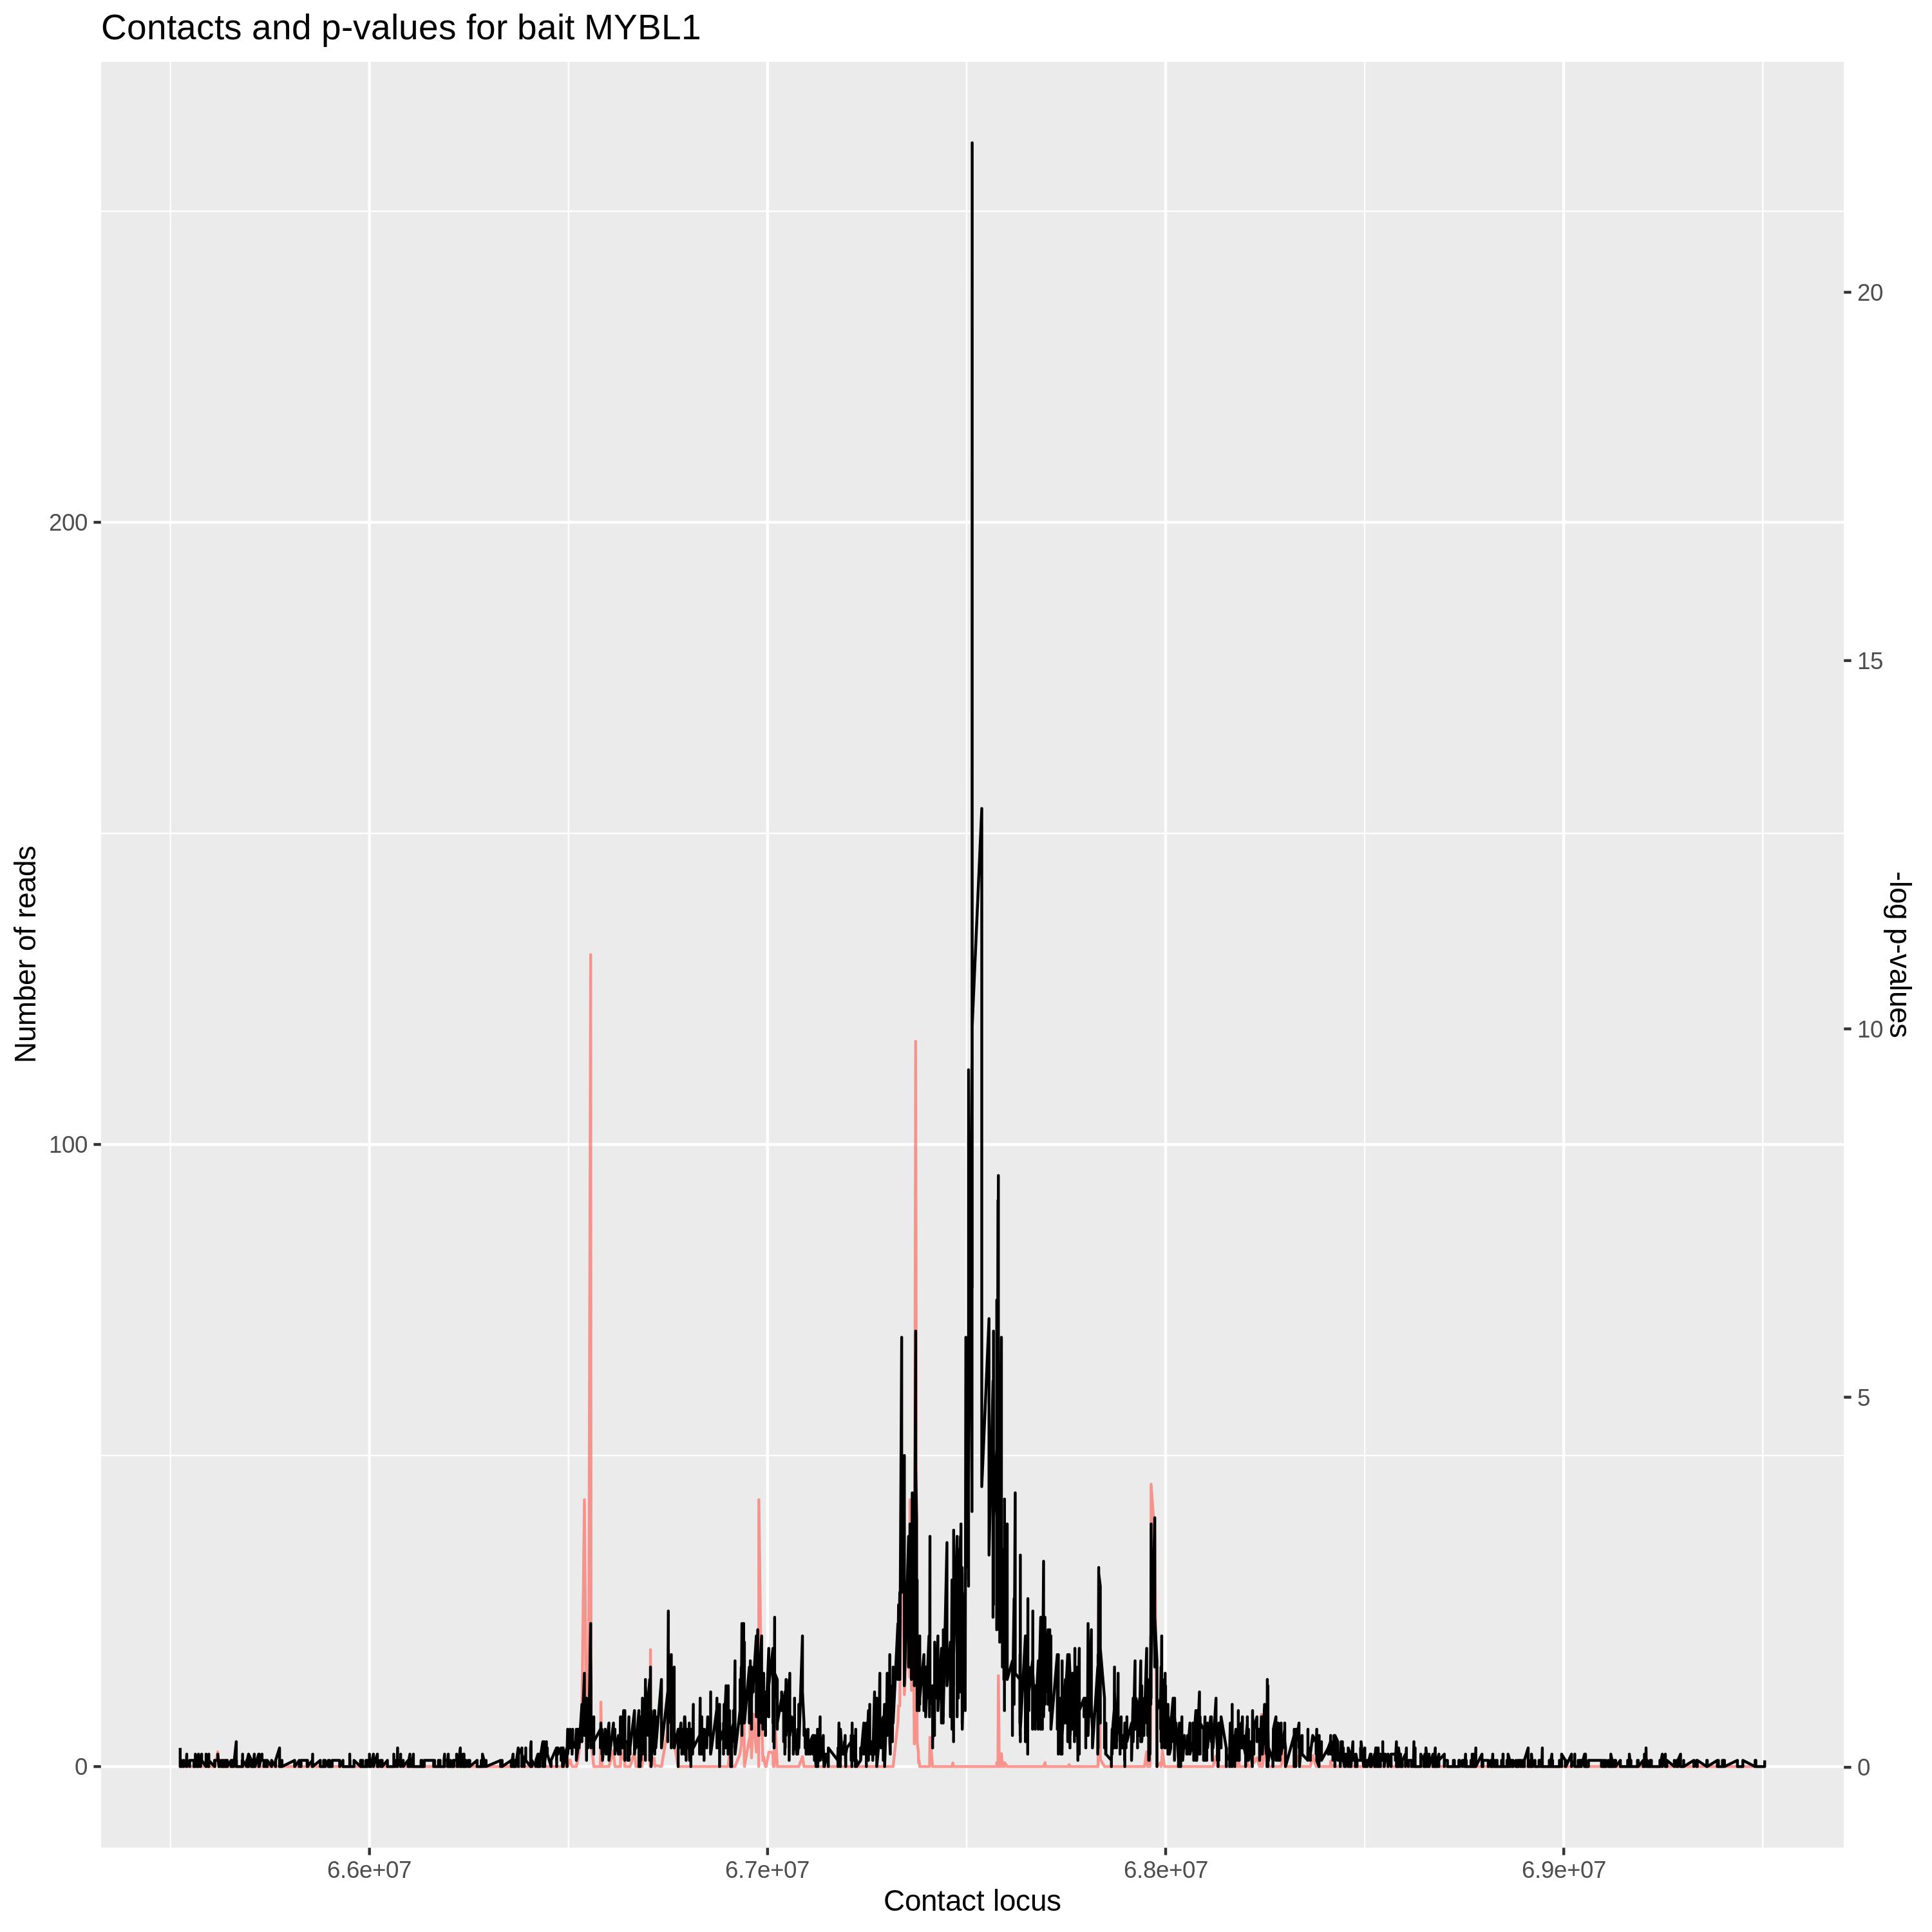 Contacts and p-values for bait MYBL1
Number of reads
200
100
0
20
15
10
5
0
-log p-values
6.6e+07
6.7e+07
6.8e+07
6.9e+07
Contact locus